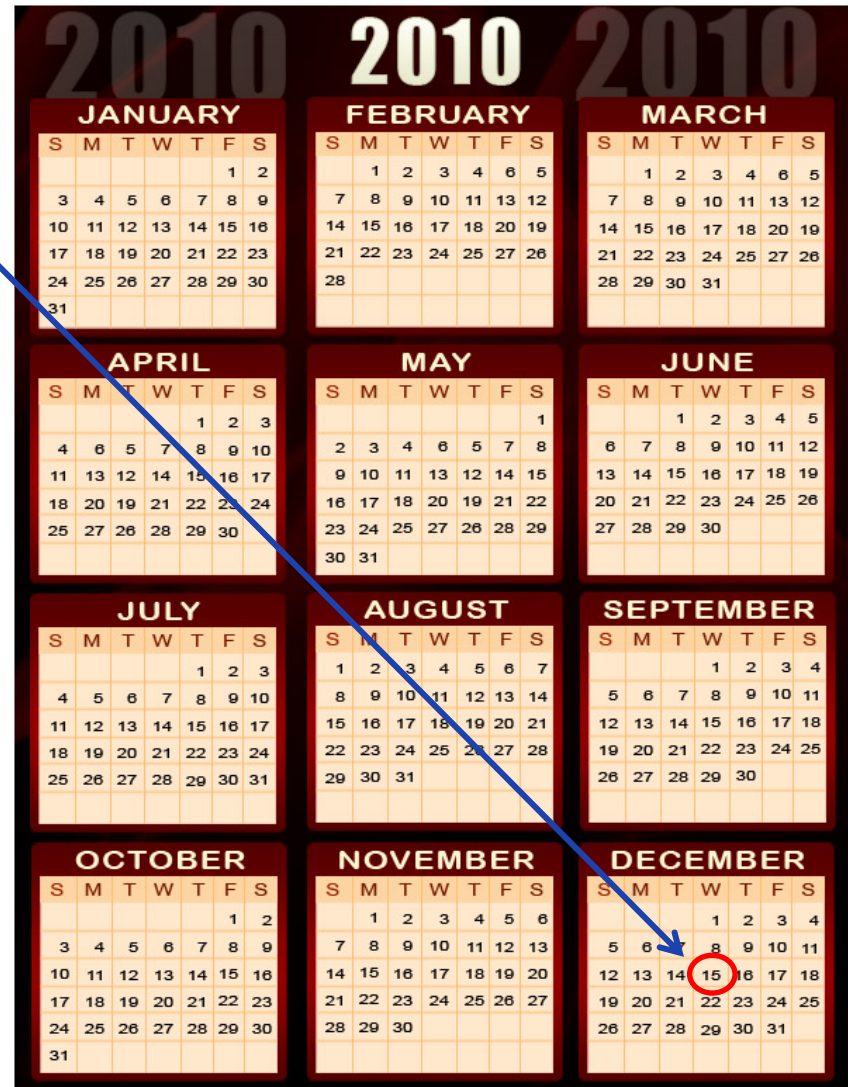 2010 2010 2010
JANUARY
S M T W T F S
1 2
3 4 5 6 7 8 9
10 11 12 13 14 15 16
17 18 19 20 21 22 23
24 25 26 27 28 29 30
31
FEBRUARY
S M T W T F S
1 2 3 4 6 5
7 8 9 10 11 13 12
14 15 16 17 18 20 19
21 22 23 24 25 27 26
28
MARCH
S M T W T F S
1 2 3 4 6 5
7 8 9 10 11 13 12
14 15 16 17 18 20 19
21 22 23 24 25 27 26
28 29 30 31
APRIL
S M T W T F S
1 2 3
4 6 5 7 8 9 10
11 13 12 14 15 16 17
18 20 19 21 22 23 24
25 27 26 28 29 30
MAY
S M T W T F S
1
2 3 4 6 5 7 8
9 10 11 13 12 14 15
16 17 18 20 19 21 22
23 24 25 27 26 28 29
30 31
JUNE
S M T W T F S
1 2 3 4 5
6 7 8 9 10 11 12
13 14 15 16 17 18 19
20 21 22 23 24 25 26
27 28 29 30
JULY
S M T W T F S
1 2 3
4 5 6 7 8 9 10
11 12 13 14 15 16 17
18 19 20 21 22 23 24
25 26 27 28 29 30 31
AUGUST
S M T W T F S
1 2 3 4 5 6 7
8 9 10 11 12 13 14
15 16 17 18 19 20 21
22 23 24 25 26 27 28
29 30 31
SEPTEMBER
S M T W T F S
1 2 3 4
5 6 7 8 9 10 11
12 13 14 15 16 17 18
19 20 21 22 23 24 25
26 27 28 29 30
OCTOBER
S M T W T F S
1 2
3 4 5 6 7 8 9
10 11 12 13 14 15 16
17 18 19 20 21 22 23
24 25 26 27 28 29 30
31
NOVEMBER
S M T W T F S
1 2 3 4 5 6
7 8 9 10 11 12 13
14 15 16 17 18 19 20
21 22 23 24 25 26 27
28 29 30
DECEMBER
S M T W T F S
1 2 3 4
5 6 7 8 9 10 11
12 13 14 15 16 17 18
19 20 21 22 23 24 25
26 27 28 29 30 31